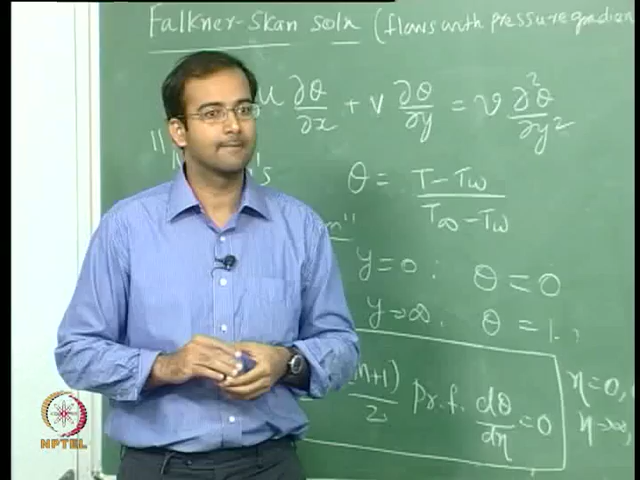 Falkner-Skan soln (flows with pressure gradien
u ∂θ/∂x + v ∂θ/∂y = ν ∂²θ/∂y²
θ = T - Tw / T∞ - Tw
y = 0 : θ = 0
y → ∞ : θ = 1
(m+1)/2 Pr.f. dθ/dη = 0
η = 0,
η → ∞,
NPTEL